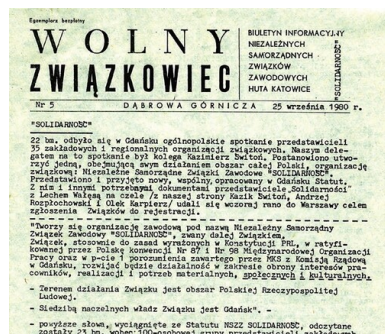 Egzemplarz bezpłatny
WOLNY
ZWIĄZKOWIEC
BIULETYN INFORMACYJNY
NIEZALEŻNYCH
SAMORZĄDNYCH
ZWIĄZKÓW
ZAWODOWYCH
HUTA KATOWICE
"SOLIDARNOŚĆ"
Nr 5 DĄBROWA GÓRNICZA 25 września 1980 r.
"SOLIDARNOŚĆ"
22 bm. odbyło się w Gdańsku ogólnopolskie spotkanie przedstawicieli
35 zakładowych i regionalnych organizacji związkowych. Naszym dele-
gatem na to spotkanie był kolega Kazimierz Świtoń. Postanowiono utwo-
rzyć jedną, obejmującą swym działaniem obszar całej Polski, organizację
związkową: Niezależne Samorządne Związki Zawodowe "SOLIDARNOŚĆ".
Przedstawiono i przyjęto nowy, wspólny, opracowany w Gdańsku Statut.
Z nim i innymi potrzebnymi dokumentami przedstawiciele "Solidarności"
z Lechem Wałęsą na czele /z naszej strony Kazik Świtoń, Andrzej
Rozpłochowski i Olek Karpierz/ udali się wczoraj rano do Warszawy celem
zgłoszenia Związków do rejestracji.
"Tworzy się organizację zawodową pod nazwą Niezależny Samorządny
Związek Zawodowy "SOLIDARNOŚĆ", zwany dalej Związkiem,
Związek, stosownie do zasad wyrażonych w Konstytucji PRL, w ratyfi-
kowanej przez Polskę konwencji Nr 87 i Nr 98 Międzynarodowej Organizacji
Pracy oraz w p-cie 1 porozumienia zawartego przez MKS z Komisją Rządową
w Gdańsku, rozwijać będzie działalność w zakresie obrony interesów pra-
cowników, realizacji i potrzeb materialnych, społecznych i kulturalnych.
- Terenem działania Związku jest obszar Polskiej Rzeczypospolitej
Ludowej.
- Siedzibą naczelnych władz Związku jest Gdańsk". -
- powyższe słowa, wyciągnięte ze Statutu NSZZ SOLIDARNOŚĆ, odczytane
zostały 23 bm. wobec